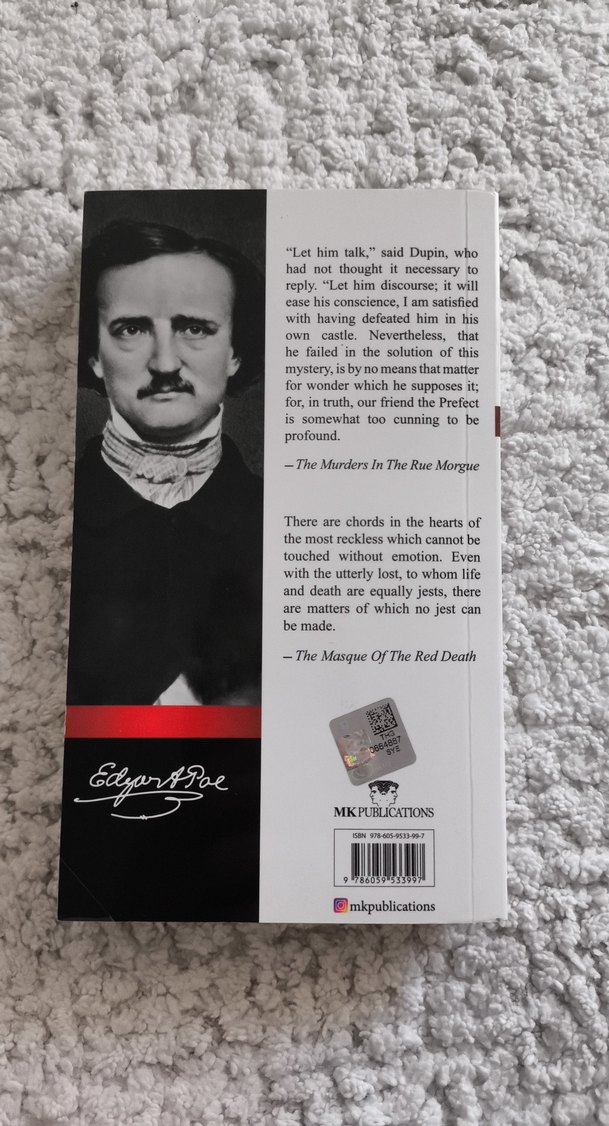 “Let him talk,” said Dupin, who
had not thought it necessary to
reply. “Let him discourse; it will
ease his conscience, I am satisfied
with having defeated him in his
own castle. Nevertheless, that
he failed in the solution of this
mystery, is by no means that matter
for wonder which he supposes it;
for, in truth, our friend the Prefect
is somewhat too cunning to be
profound.
– The Murders In The Rue Morgue
There are chords in the hearts of
the most reckless which cannot be
touched without emotion. Even
with the utterly lost, to whom life
and death are equally jests, there
are matters of which no jest can
be made.
– The Masque Of The Red Death
Edgar A Poe
THG
0664887
SYE
MK PUBLICATIONS
ISBN 978-605-9533-99-7
9 786059 533997
mkpublications